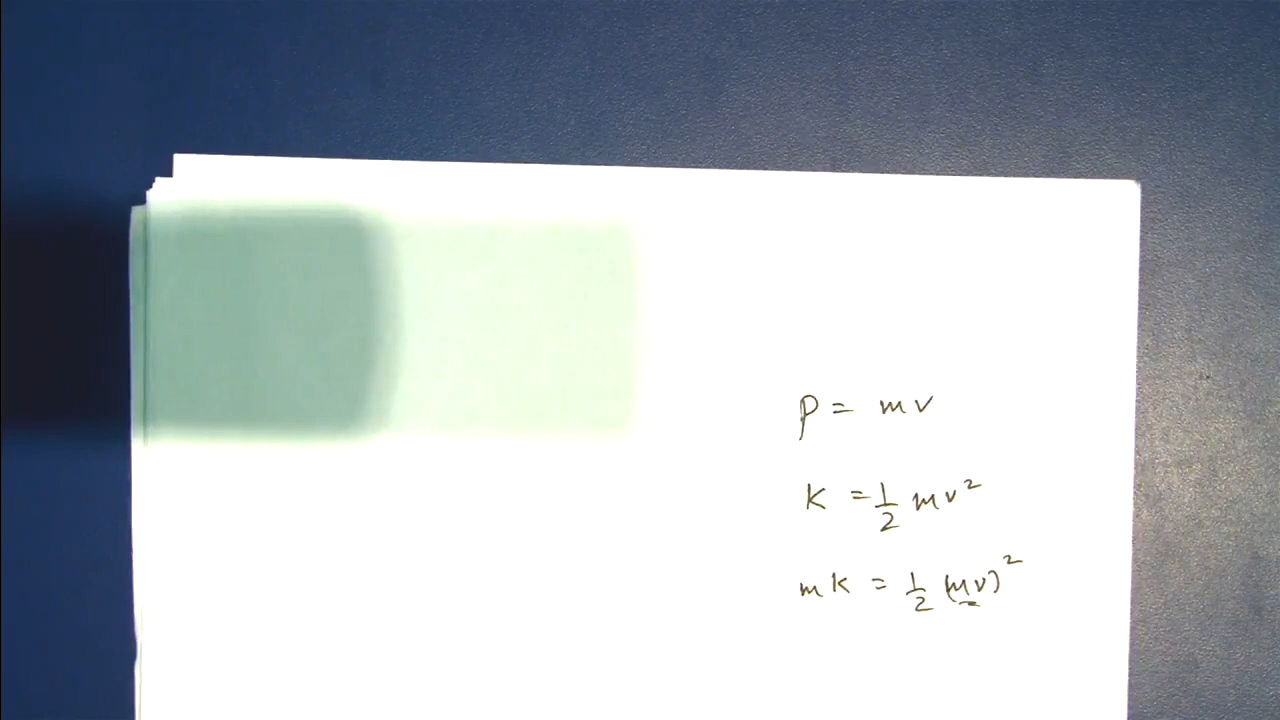 p = mv
K = 1/2 mv²
mK = 1/2 (mv)²